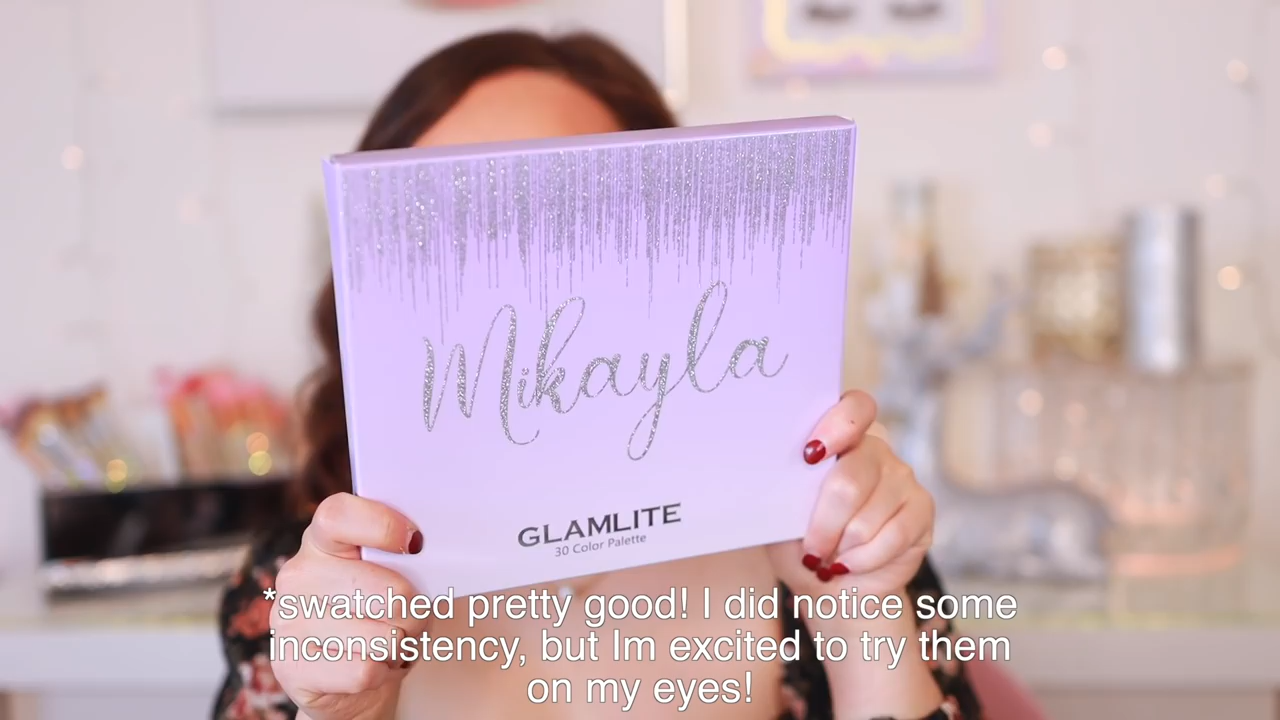 Mikayla
GLAMLITE
30 Color Palette
*swatched pretty good! I did notice some
inconsistency, but Im excited to try them
on my eyes!